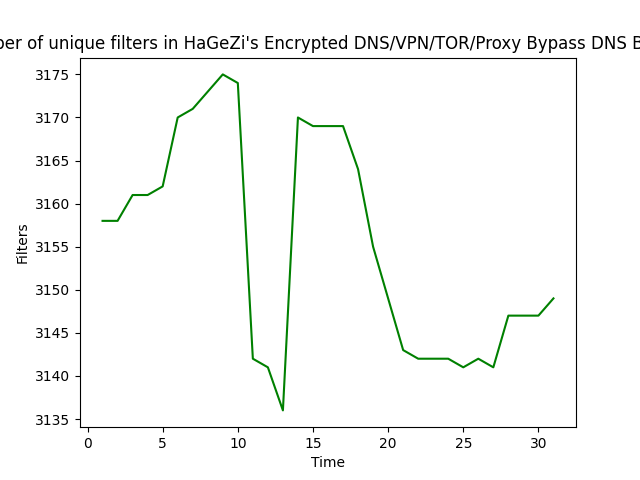 ber of unique filters in HaGeZi's Encrypted DNS/VPN/TOR/Proxy Bypass DNS B
3175
3170
3165
3160
3155
3150
3145
3140
3135
Filters
0 5 10 15 20 25 30
Time